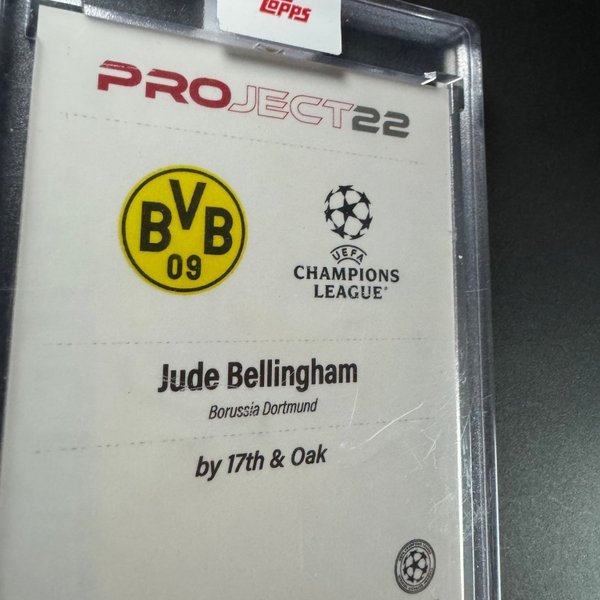 Topps
PROJECT22
BVB
09
UEFA
CHAMPIONS
LEAGUE®
Jude Bellingham
Borussia Dortmund
by 17th & Oak